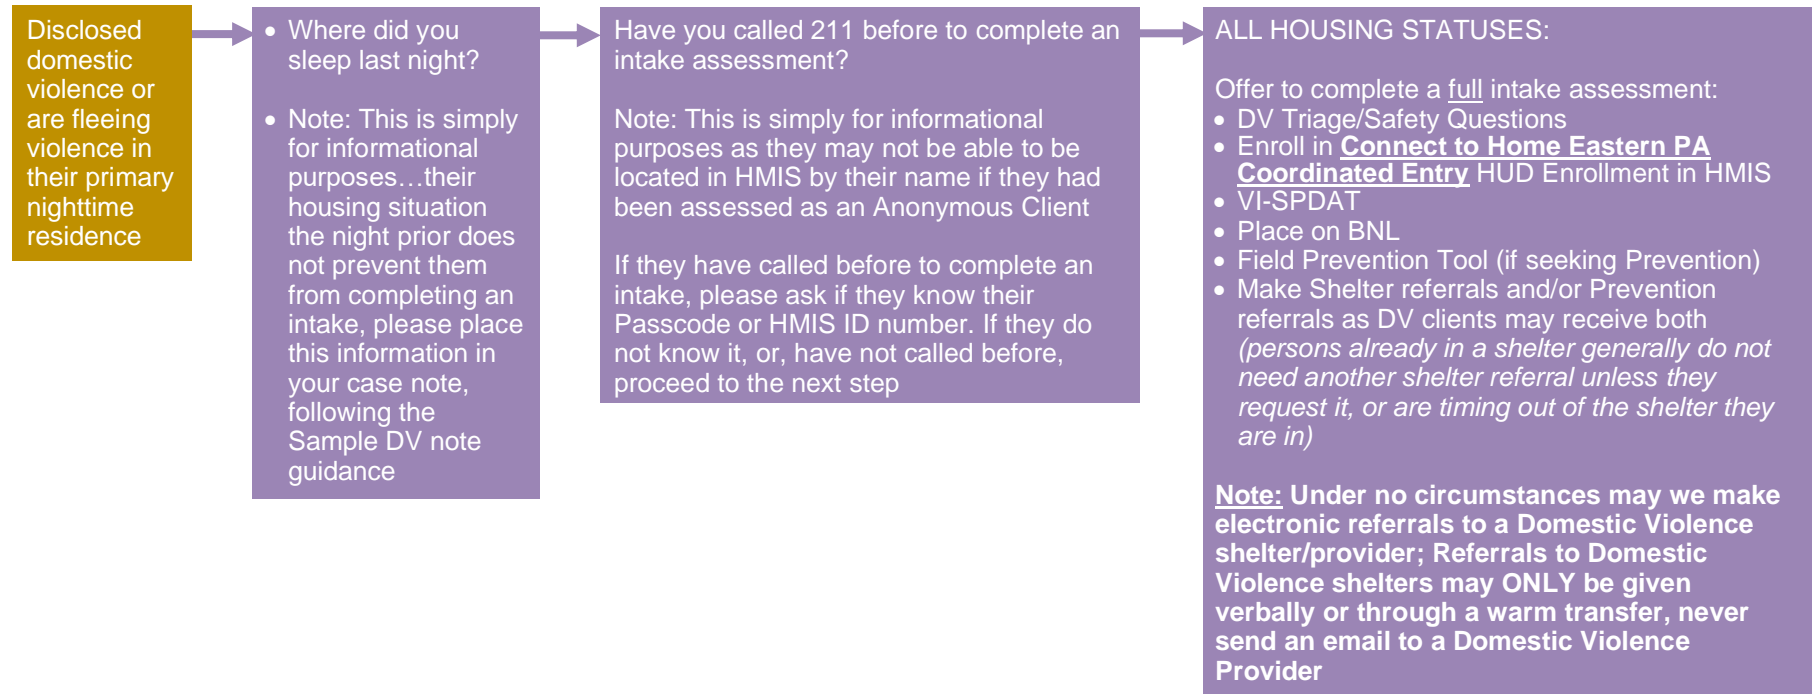 Disclosed
domestic
violence or
are fleeing
violence in
their primary
nighttime
residence
• Where did you
sleep last night?
• Note: This is simply
for informational
purposes…their
housing situation
the night prior does
not prevent them
from completing an
intake, please place
this information in
your case note,
following the
Sample DV note
guidance
Have you called 211 before to complete an
intake assessment?
Note: This is simply for informational
purposes as they may not be able to be
located in HMIS by their name if they had
been assessed as an Anonymous Client
If they have called before to complete an
intake, please ask if they know their
Passcode or HMIS ID number. If they do
not know it, or, have not called before,
proceed to the next step
ALL HOUSING STATUSES:
Offer to complete a full intake assessment:
• DV Triage/Safety Questions
• Enroll in Connect to Home Eastern PA
Coordinated Entry HUD Enrollment in HMIS
• VI-SPDAT
• Place on BNL
• Field Prevention Tool (if seeking Prevention)
• Make Shelter referrals and/or Prevention
referrals as DV clients may receive both
(persons already in a shelter generally do not
need another shelter referral unless they
request it, or are timing out of the shelter they
are in)
Note: Under no circumstances may we make
electronic referrals to a Domestic Violence
shelter/provider; Referrals to Domestic
Violence shelters may ONLY be given
verbally or through a warm transfer, never
send an email to a Domestic Violence
Provider